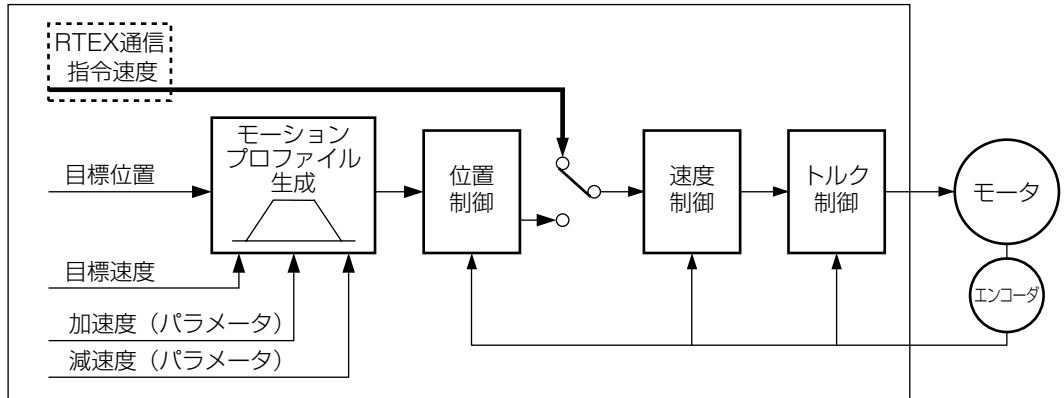 RTEX通信
指令速度
モーション
プロファイル
生成
目標位置
位置
制御
速度
制御
トルク
制御
モータ
目標速度
エンコーダ
加速度（パラメータ）
減速度（パラメータ）